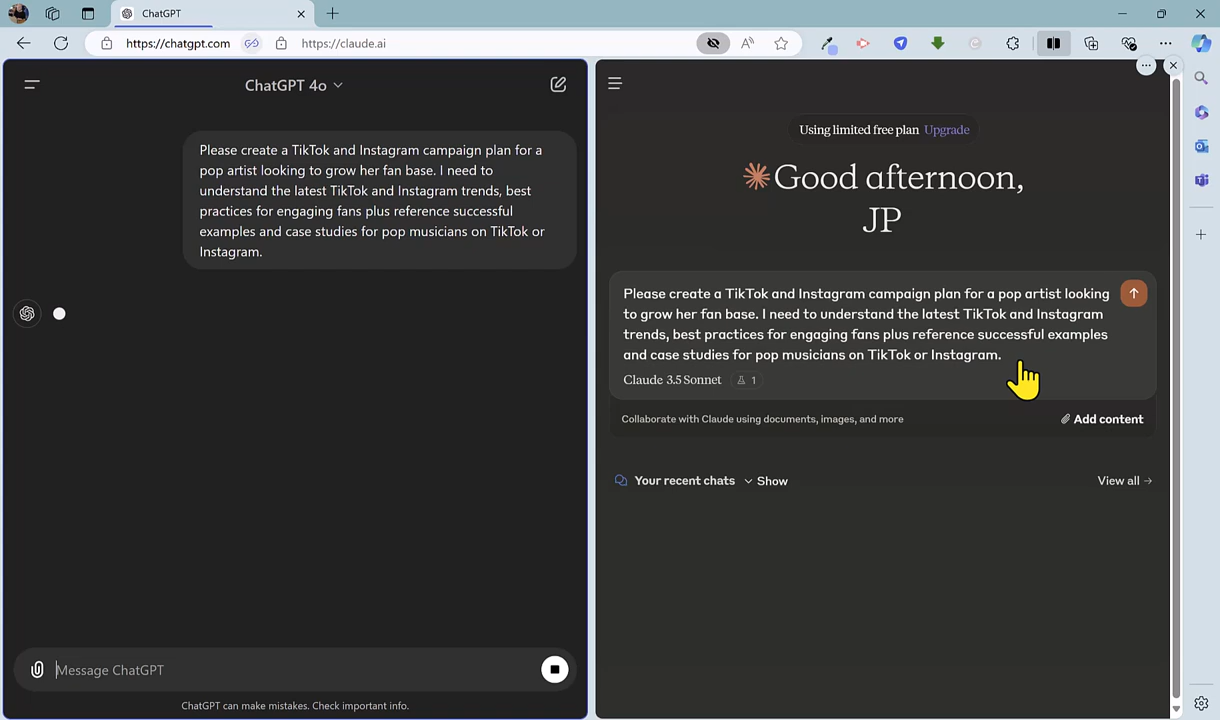 ChatGPT
https://chatgpt.com
https://claude.ai
ChatGPT 4o
Please create a TikTok and Instagram campaign plan for a
pop artist looking to grow her fan base. I need to
understand the latest TikTok and Instagram trends, best
practices for engaging fans plus reference successful
examples and case studies for pop musicians on TikTok or
Instagram.
Message ChatGPT
ChatGPT can make mistakes. Check important info.
Using limited free plan Upgrade
Good afternoon,
JP
Please create a TikTok and Instagram campaign plan for a pop artist looking
to grow her fan base. I need to understand the latest TikTok and Instagram
trends, best practices for engaging fans plus reference successful examples
and case studies for pop musicians on TikTok or Instagram.
Claude 3.5 Sonnet 1
Collaborate with Claude using documents, images, and more Add content
Your recent chats Show View all